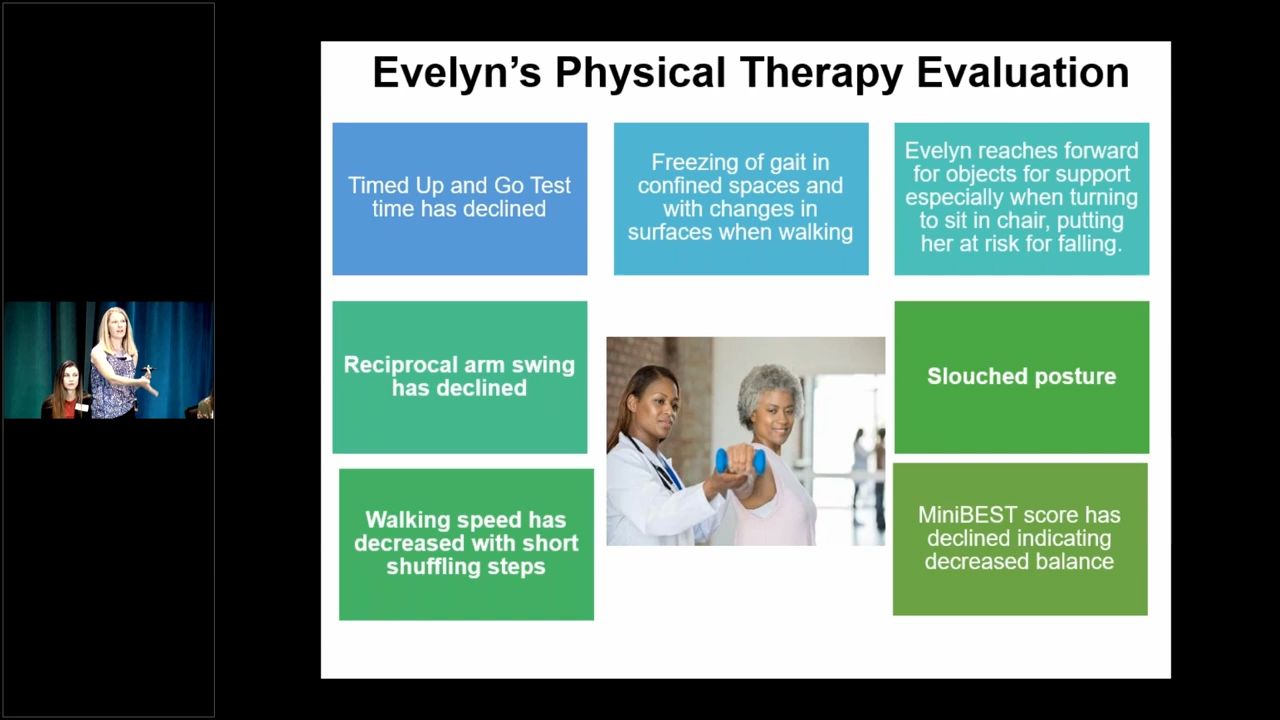 Evelyn’s Physical Therapy Evaluation
Timed Up and Go Test
time has declined
Freezing of gait in
confined spaces and
with changes in
surfaces when walking
Evelyn reaches forward
for objects for support
especially when turning
to sit in chair, putting
her at risk for falling.
Reciprocal arm swing
has declined
Slouched posture
Walking speed has
decreased with short
shuffling steps
MiniBEST score has
declined indicating
decreased balance